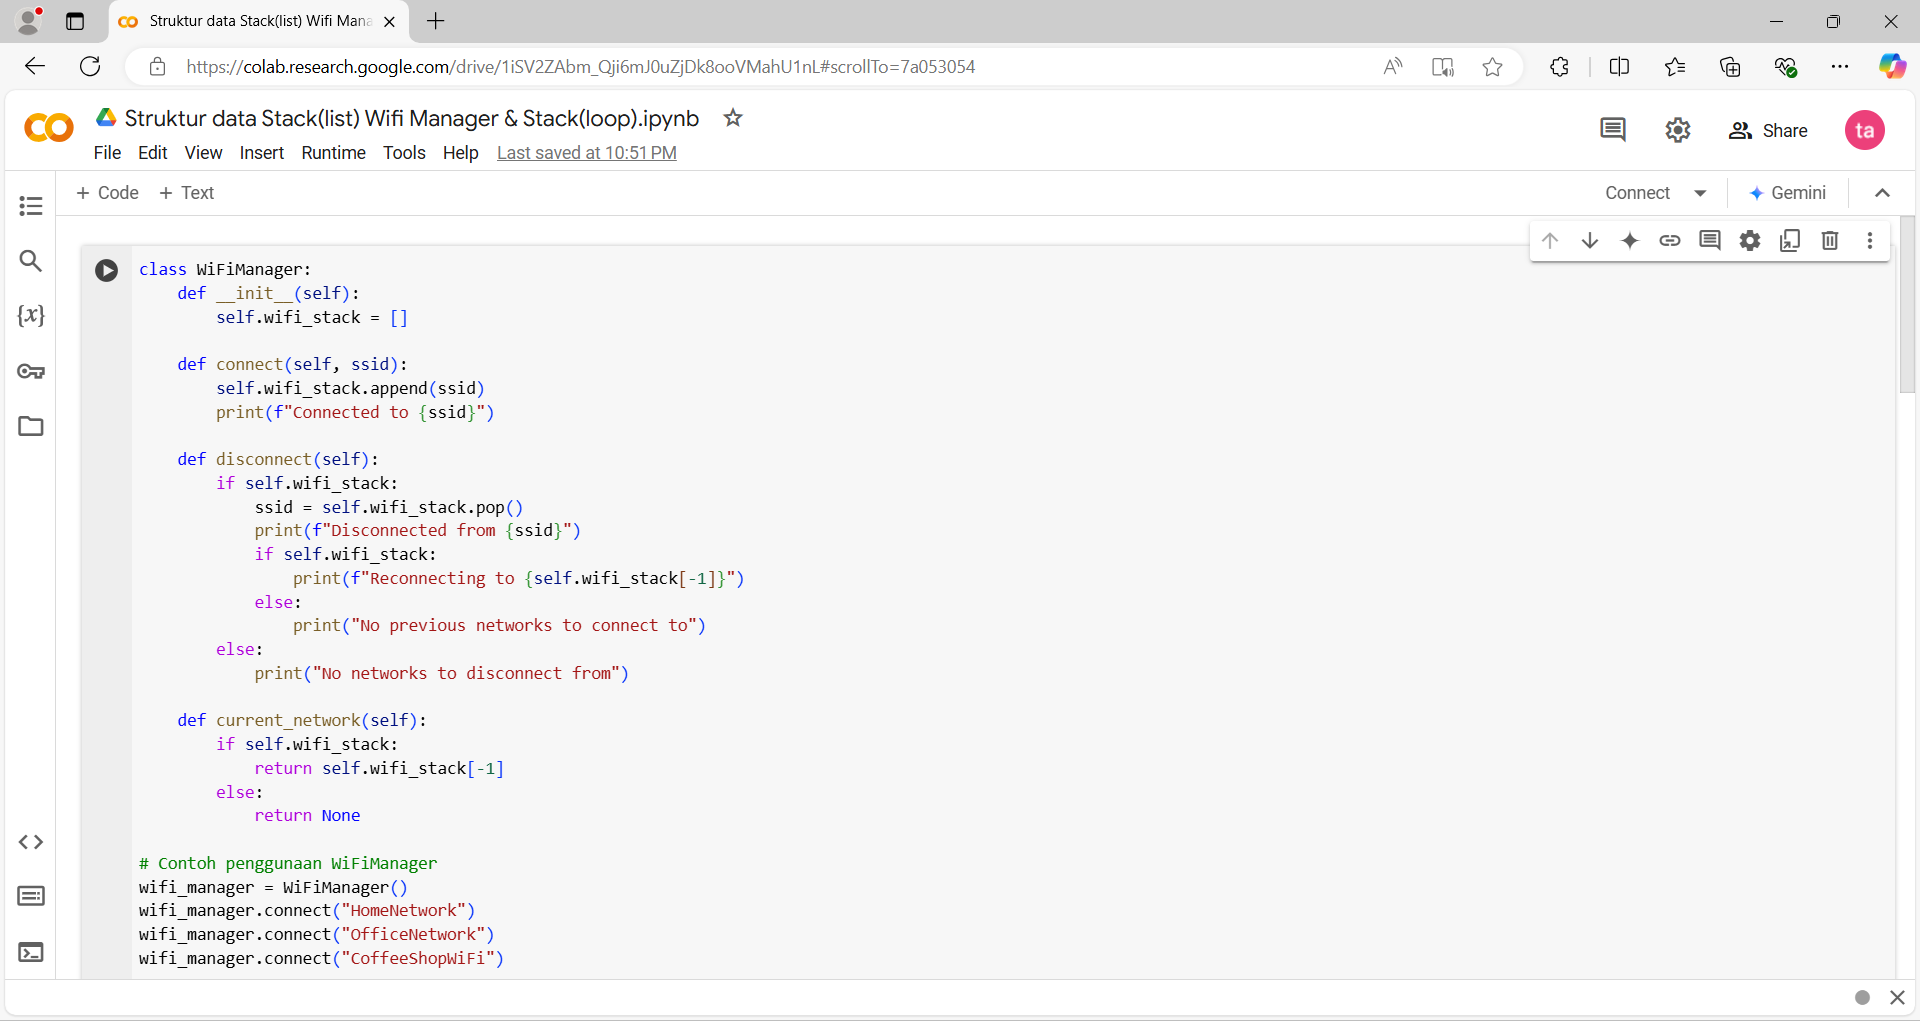 Struktur data Stack(list) Wifi Mana
https://colab.research.google.com/drive/1iSV2ZAbm_Qji6mJ0uZjDk8ooVMahU1nL#scrollTo=7a053054
Struktur data Stack(list) Wifi Manager & Stack(loop).ipynb
Share
ta
File Edit View Insert Runtime Tools Help Last saved at 10:51 PM
+ Code + Text
Connect
Gemini
{x}
class WiFiManager:
    def __init__(self):
        self.wifi_stack = []
    def connect(self, ssid):
        self.wifi_stack.append(ssid)
        print(f"Connected to {ssid}")
    def disconnect(self):
        if self.wifi_stack:
            ssid = self.wifi_stack.pop()
            print(f"Disconnected from {ssid}")
            if self.wifi_stack:
                print(f"Reconnecting to {self.wifi_stack[-1]}")
            else:
                print("No previous networks to connect to")
        else:
            print("No networks to disconnect from")
    def current_network(self):
        if self.wifi_stack:
            return self.wifi_stack[-1]
        else:
            return None
# Contoh penggunaan WiFiManager
wifi_manager = WiFiManager()
wifi_manager.connect("HomeNetwork")
wifi_manager.connect("OfficeNetwork")
wifi_manager.connect("CoffeeShopWiFi")